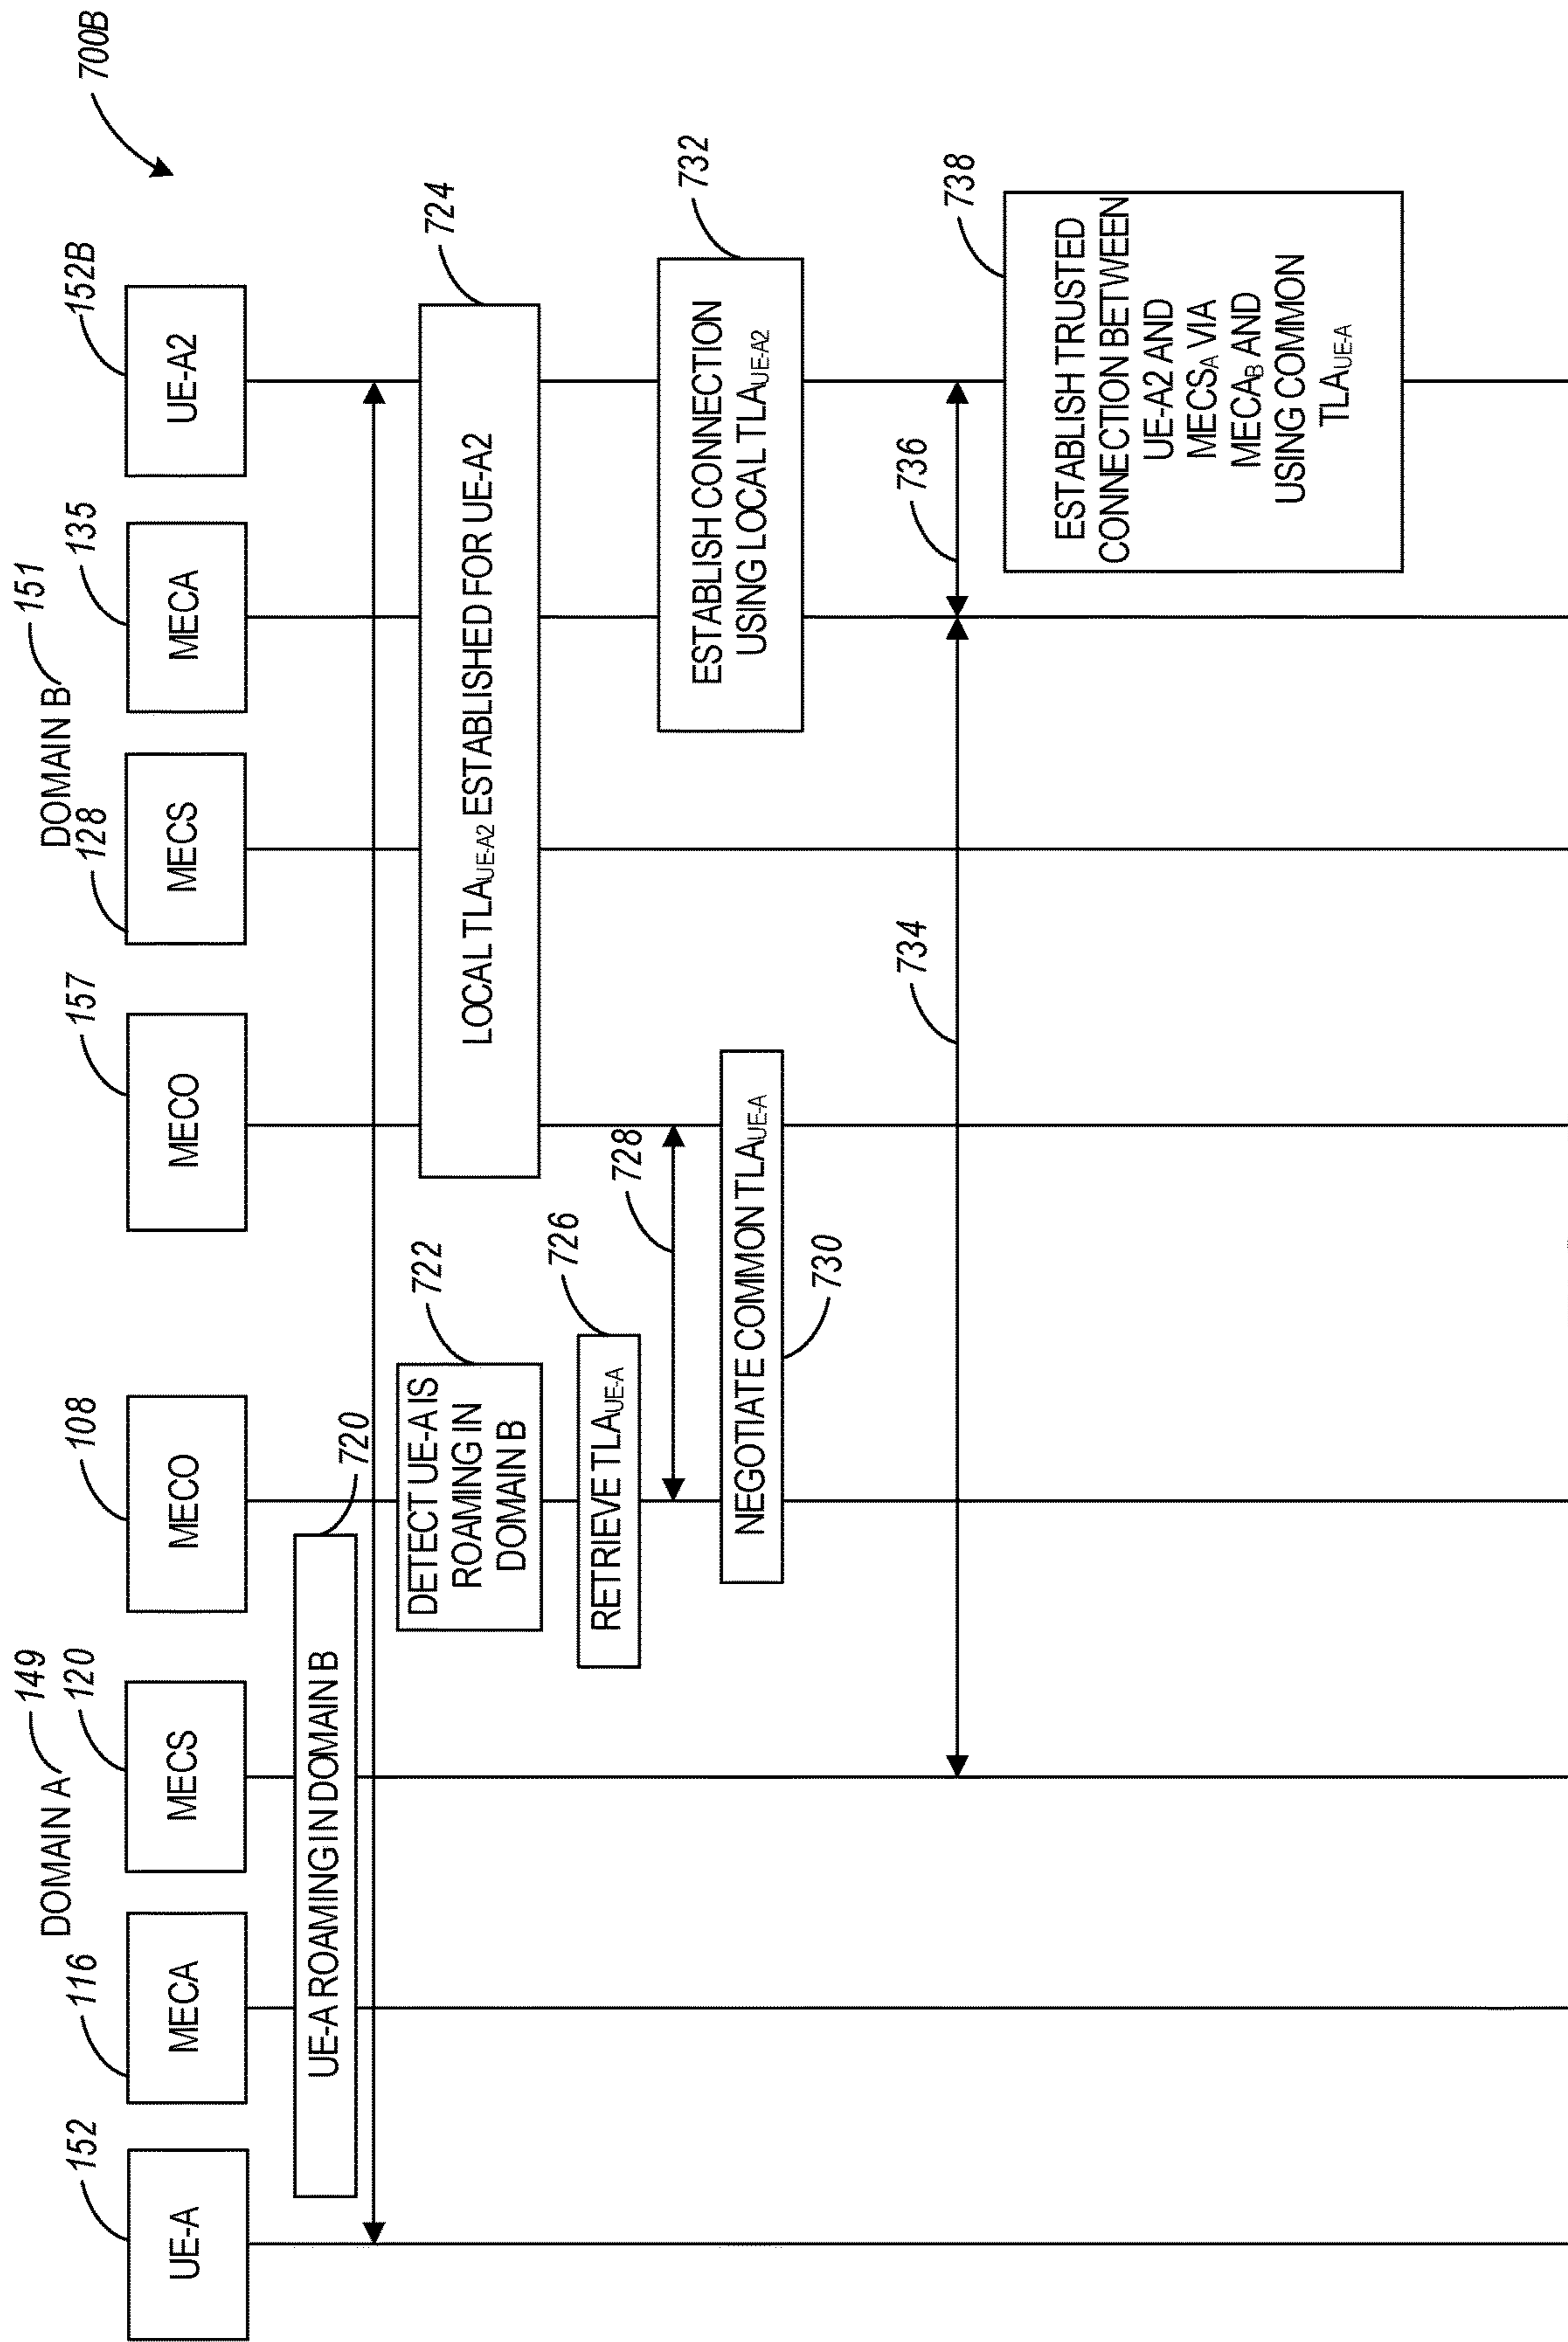 700B
DOMAIN A
149
DOMAIN B
151
152
116
120
108
157
128
135
152B
UE-A
MECA
MECS
MECO
MECO
MECS
MECA
UE-A2
UE-A ROAMING IN DOMAIN B
720
DETECT UE-A IS
ROAMING IN
DOMAIN B
722
LOCAL TLAUE-A2 ESTABLISHED FOR UE-A2
724
RETRIEVE TLAUE-A
726
728
NEGOTIATE COMMON TLAUE-A
730
ESTABLISH CONNECTION
USING LOCAL TLAUE-A2
732
734
736
ESTABLISH TRUSTED
CONNECTION BETWEEN
UE-A2 AND
MECSA VIA
MECAB AND
USING COMMON
TLAUE-A
738